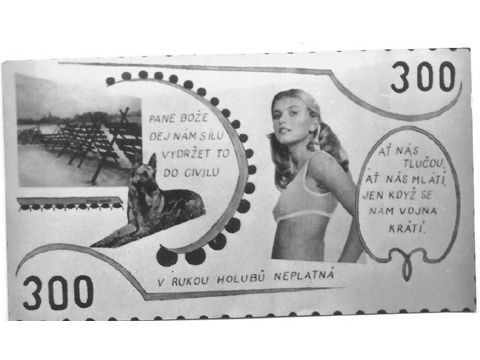 300
PANE BOŽE
DEJ NÁM SÍLU
VYDRŽET TO
DO CIVILU
AŤ NÁS
TLUČOU,
AŤ NÁS MLÁTÍ,
JEN KDYŽ SE
NÁM VOJNA
KRÁTÍ.
300
V RUKOU HOLUBŮ NEPLATNÁ